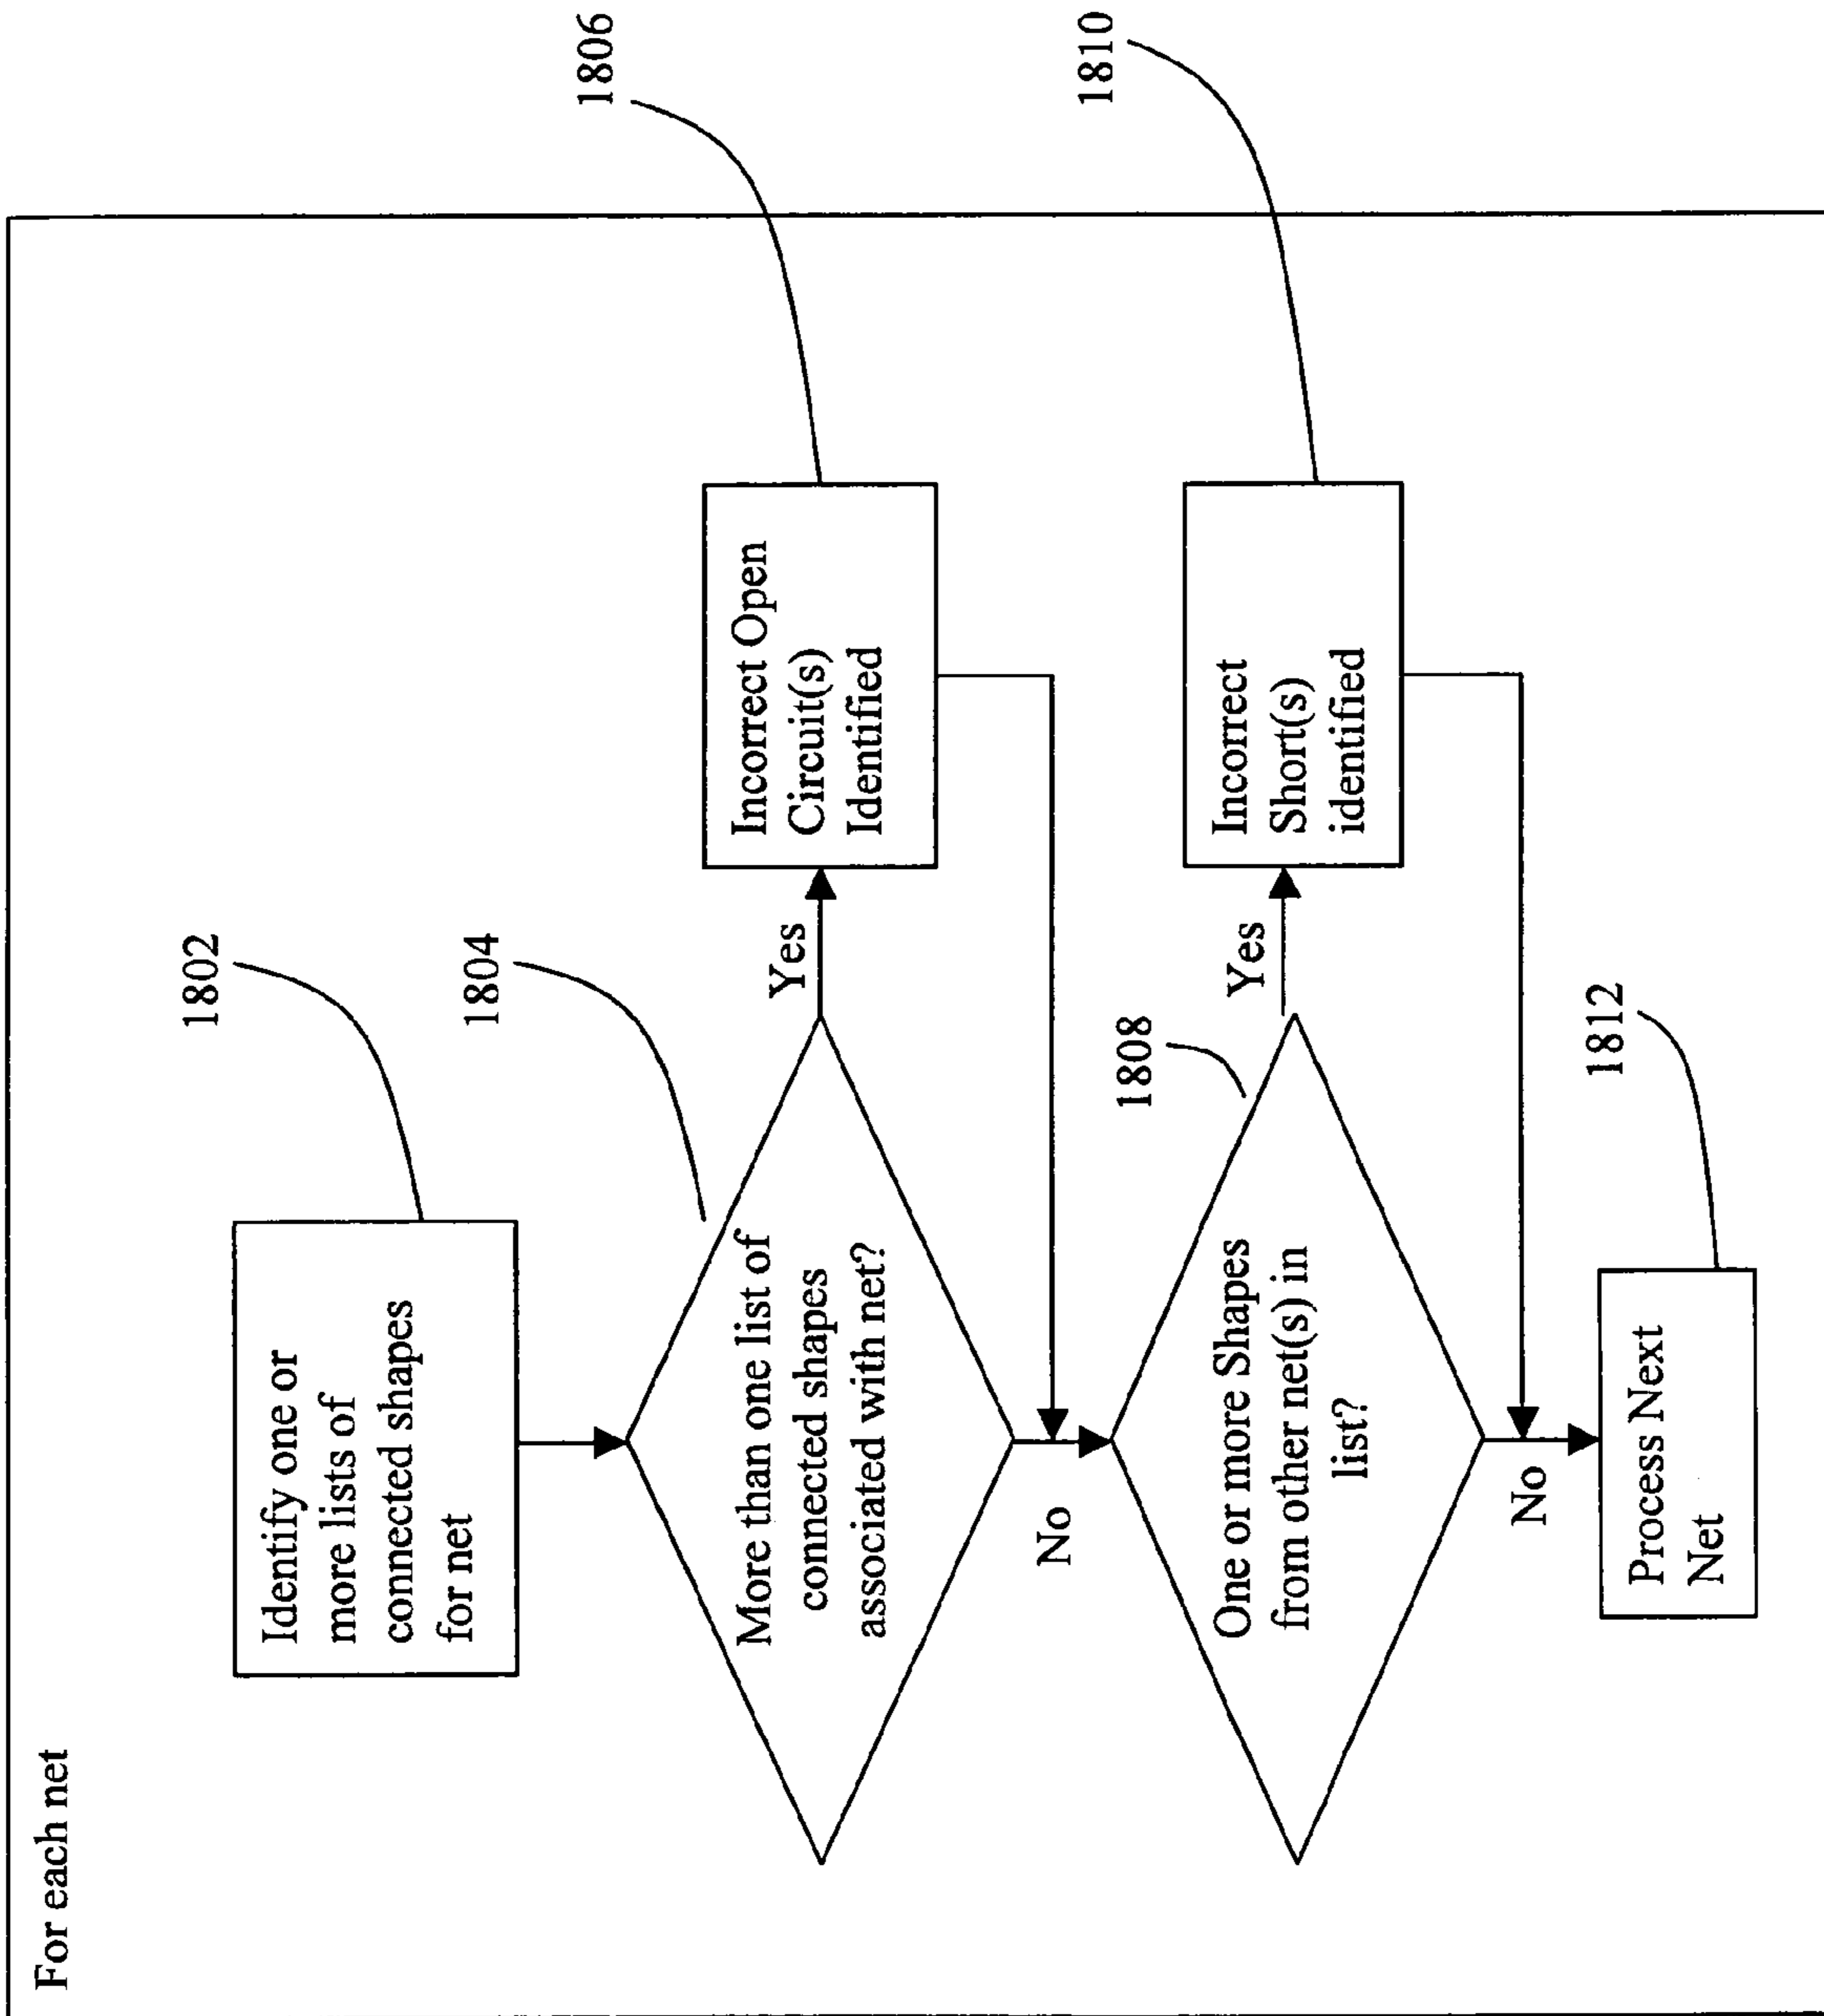 For each net
1802
Identify one or
more lists of
connected shapes
for net
1804
More than one list of
connected shapes
associated with net?
Yes
1806
Incorrect Open
Circuit(s)
Identified
No
1808
One or more Shapes
from other net(s) in
list?
Yes
1810
Incorrect
Short(s)
identified
No
1812
Process Next
Net